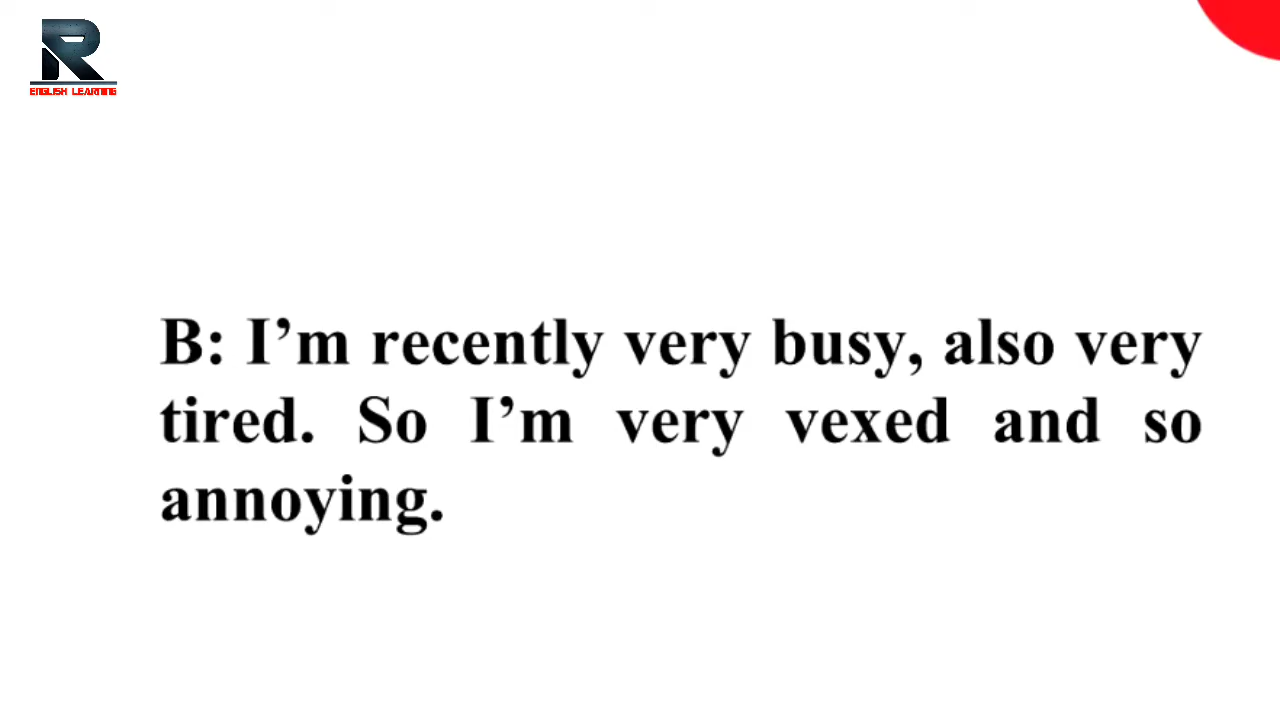 R
ENGLISH LEARNING
B: I’m recently very busy, also very
tired. So I’m very vexed and so
annoying.